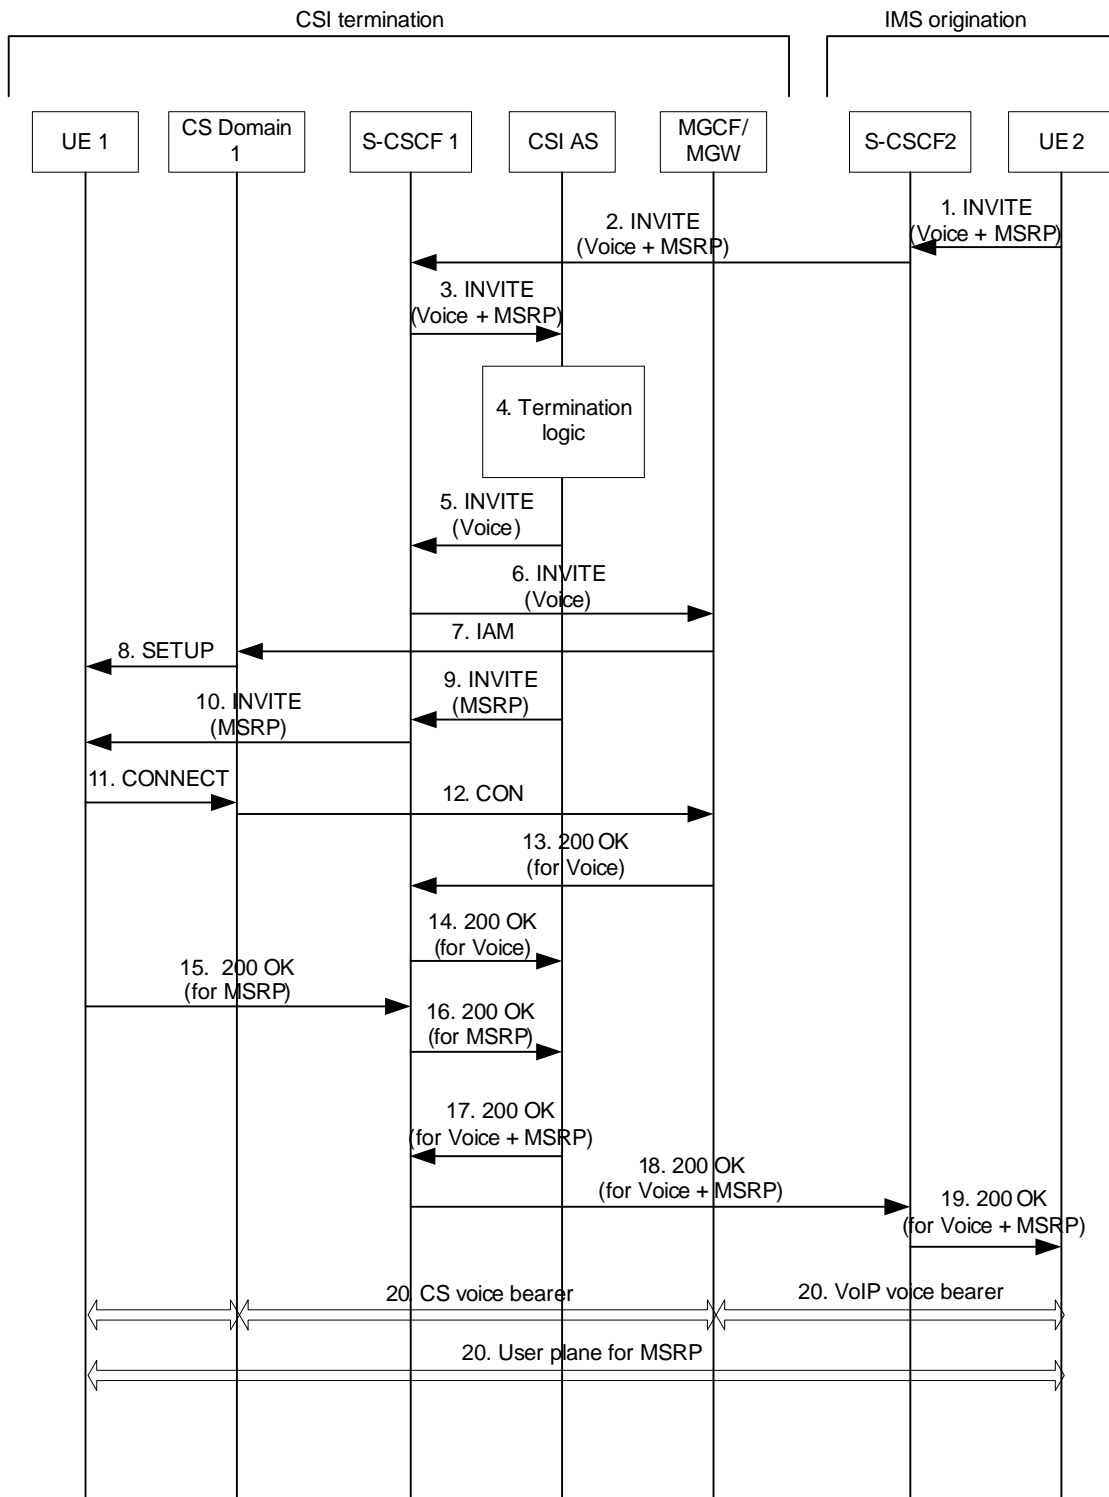 CSI termination
IMS origination
UE 1
CS Domain
1
S-CSCF 1
CSI AS
MGCF/
MGW
S-CSCF2
UE 2
1. INVITE
(Voice + MSRP)
2. INVITE
(Voice + MSRP)
3. INVITE
(Voice + MSRP)
4. Termination
logic
5. INVITE
(Voice)
6. INVITE
(Voice)
7. IAM
8. SETUP
9. INVITE
(MSRP)
10. INVITE
(MSRP)
11. CONNECT
12. CON
13. 200 OK
(for Voice)
14. 200 OK
(for Voice)
15. 200 OK
(for MSRP)
16. 200 OK
(for MSRP)
17. 200 OK
(for Voice + MSRP)
18. 200 OK
(for Voice + MSRP)
19. 200 OK
(for Voice + MSRP)
20. CS voice bearer
20. VoIP voice bearer
20. User plane for MSRP